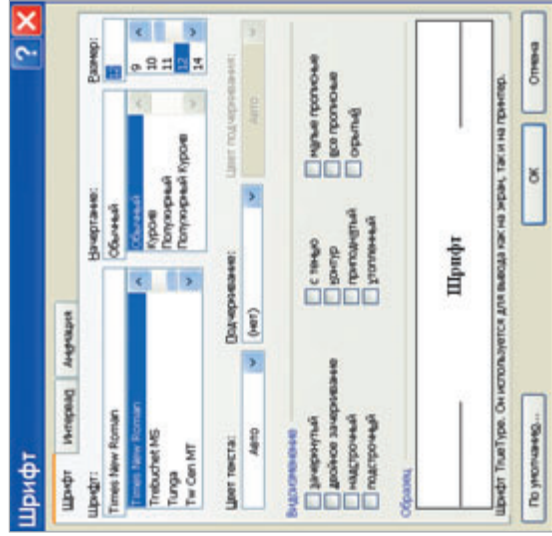 Шрифт
Шрифт Интервал Анимация
Шрифт: Начертание: Размер:
Times New Roman Обычный 12
Times New Roman Обычный 9
Trebuchet MS Курсив 10
Tunga Полужирный 11
Tw Cen MT Полужирный Курсив 12
14
Цвет текста: Подчеркивание: Цвет подчеркивания:
Авто (нет) Авто
Видоизменение
зачеркнутый с тенью малые прописные
двойное зачеркивание контур все прописные
надстрочный приподнятый скрытый
подстрочный утопленный
Образец
Шрифт
Шрифт TrueType. Он используется для вывода как на экран, так и на принтер.
По умолчанию... ОК Отмена